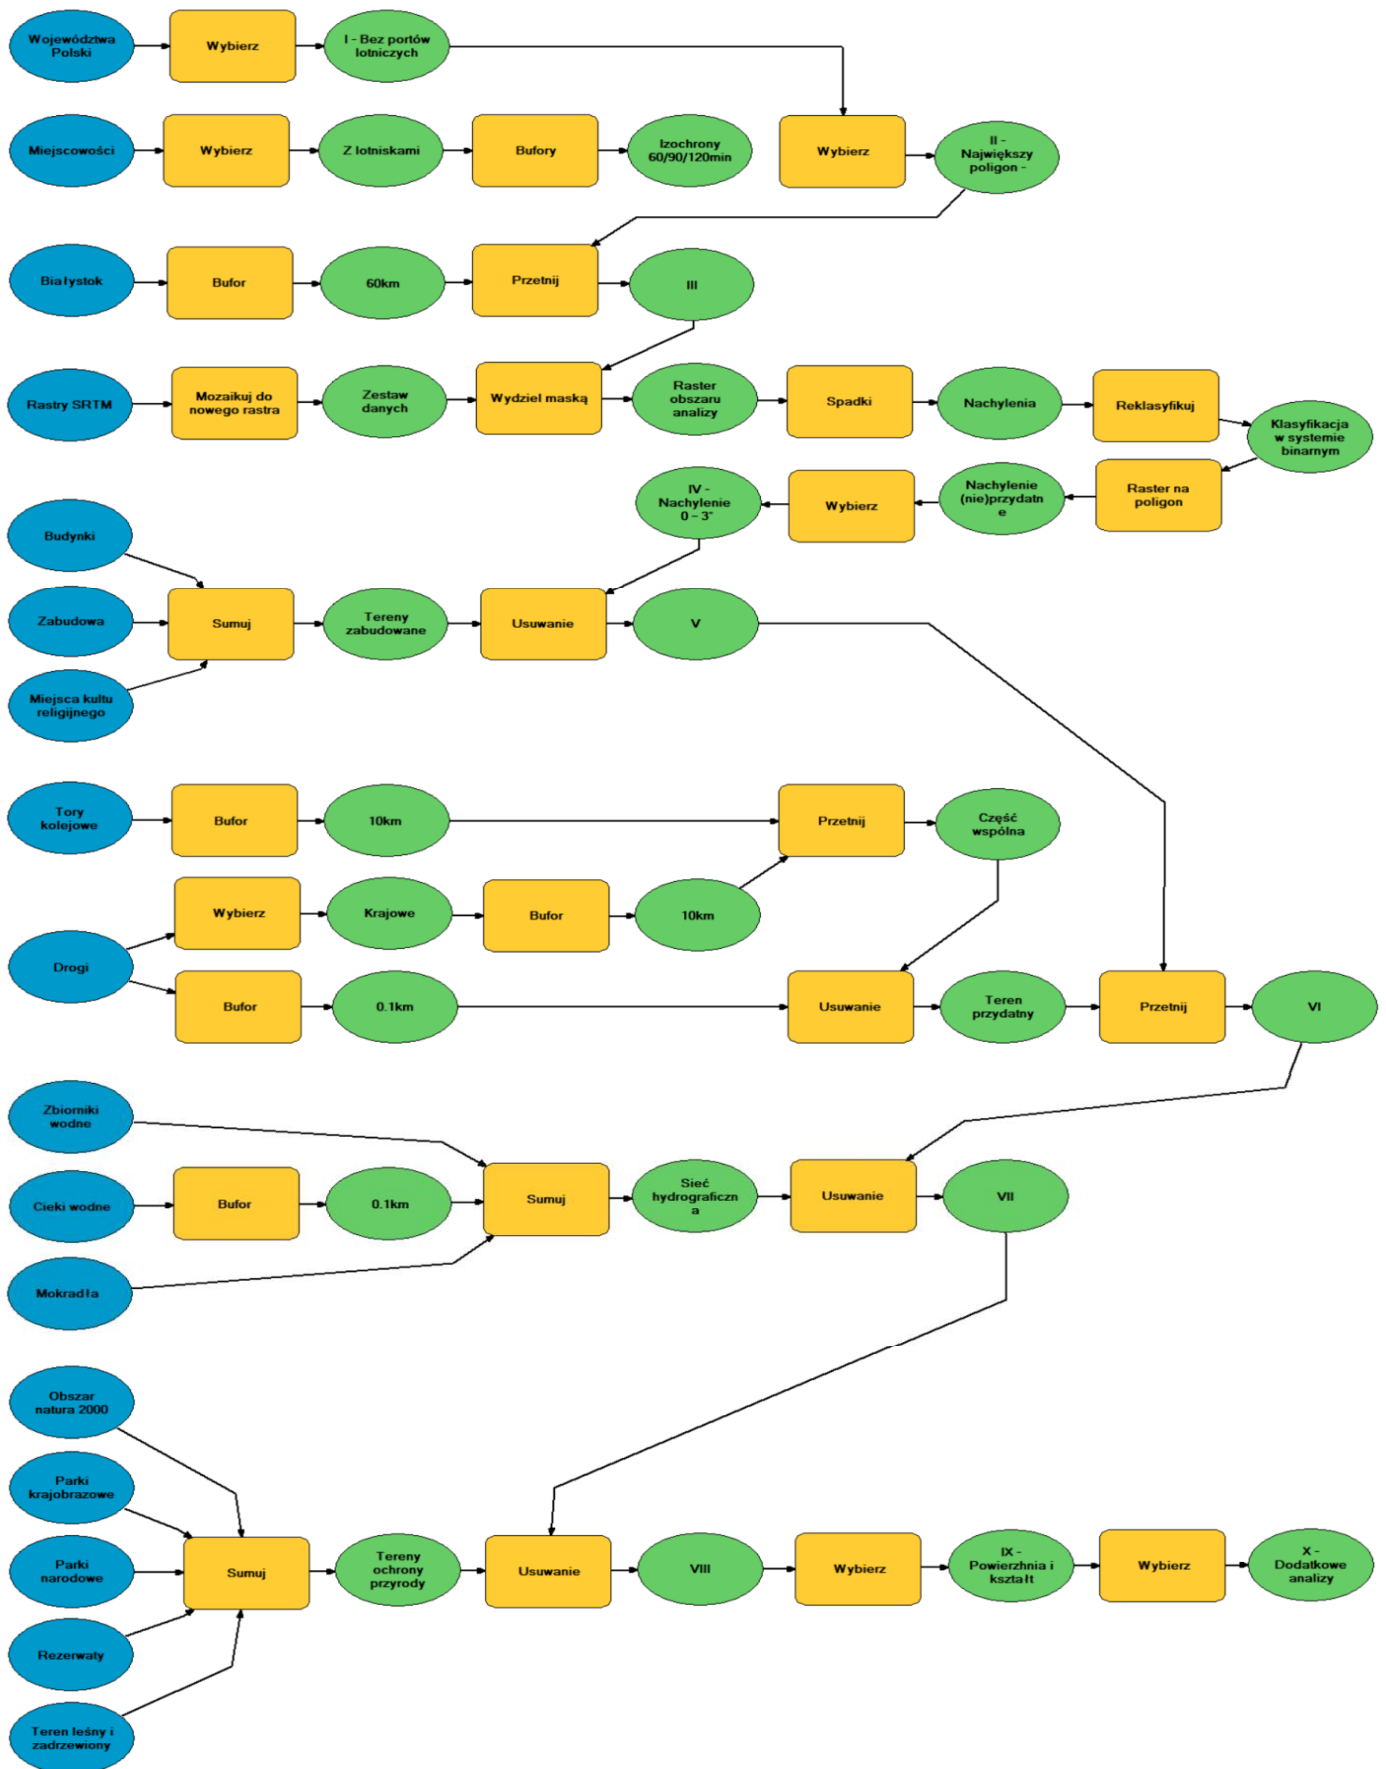 Województwa
Polski
Wybierz
I - Bez portów
lotniczych
Miejscowości
Wybierz
Z lotniskami
Bufory
Izochrony
60/90/120min
Wybierz
II -
Największy
poligon -
Białystok
Bufor
60km
Przetnij
III
Rastry SRTM
Mozaikuj do
nowego rastra
Zestaw
danych
Wydziel maską
Raster
obszaru
analizy
Spadki
Nachylenia
Reklasyfikuj
Klasyfikacja
w systemie
binarnym
Raster na
poligon
Nachylenie
(nie)przydatn
e
Wybierz
IV -
Nachylenie
0 – 3°
Budynki
Zabudowa
Miejsca kultu
religijnego
Sumuj
Tereny
zabudowane
Usuwanie
V
Tory
kolejowe
Bufor
10km
Przetnij
Część
wspólna
Wybierz
Krajowe
Bufor
10km
Drogi
Bufor
0.1km
Usuwanie
Teren
przydatny
Przetnij
VI
Zbiorniki
wodne
Cieki wodne
Bufor
0.1km
Sumuj
Sieć
hydrograficzn
a
Usuwanie
VII
Mokradła
Obszar
natura 2000
Parki
krajobrazowe
Parki
narodowe
Rezerwaty
Teren leśny i
zadrzewiony
Sumuj
Tereny
ochrony
przyrody
Usuwanie
VIII
Wybierz
IX -
Powierzhnia i
kształt
Wybierz
X -
Dodatkowe
analizy